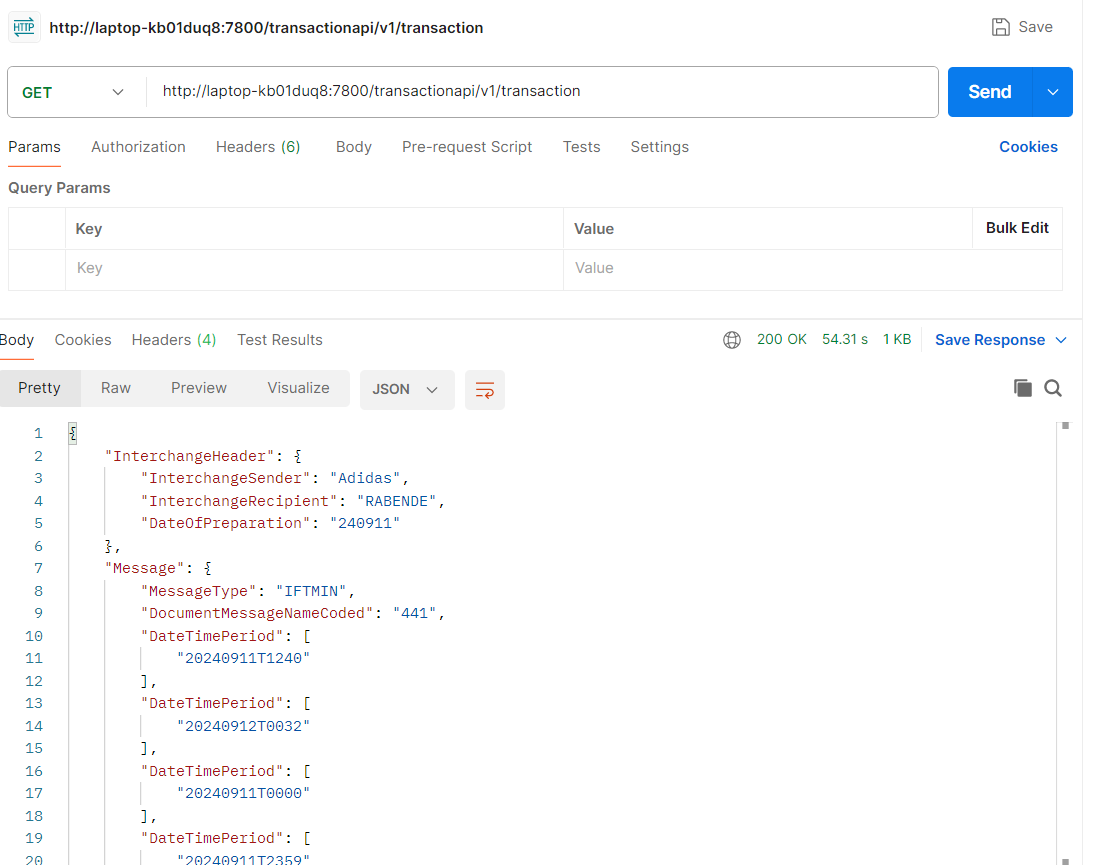 HTTP http://laptop-kb01duq8:7800/transactionapi/v1/transaction Save
GET http://laptop-kb01duq8:7800/transactionapi/v1/transaction Send
Params Authorization Headers (6) Body Pre-request Script Tests Settings Cookies
Query Params
Key Value Bulk Edit
Key Value
Body Cookies Headers (4) Test Results 200 OK 54.31 s 1 KB Save Response
Pretty Raw Preview Visualize JSON
1 {
2 "InterchangeHeader": {
3 "InterchangeSender": "Adidas",
4 "InterchangeRecipient": "RABENDE",
5 "DateOfPreparation": "240911"
6 },
7 "Message": {
8 "MessageType": "IFTMIN",
9 "DocumentMessageNameCoded": "441",
10 "DateTimePeriod": [
11 "20240911T1240"
12 ],
13 "DateTimePeriod": [
14 "20240912T0032"
15 ],
16 "DateTimePeriod": [
17 "20240911T0000"
18 ],
19 "DateTimePeriod": [
20 "20240911T2359"